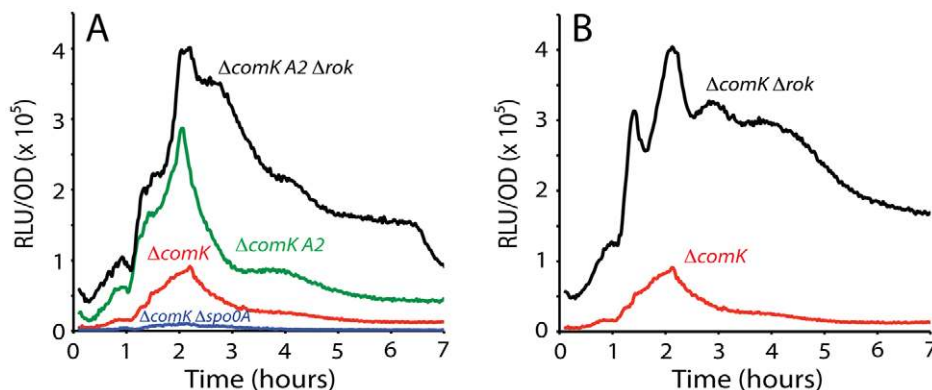 A
RLU/OD (x 10⁵)
4
3
2
1
0
ΔcomK A2 Δrok
ΔcomK A2
ΔcomK
ΔcomK Δspo0A
0 1 2 3 4 5 6 7
Time (hours)
B
RLU/OD (x 10⁵)
4
3
2
1
0
ΔcomK Δrok
ΔcomK
0 1 2 3 4 5 6 7
Time (hours)